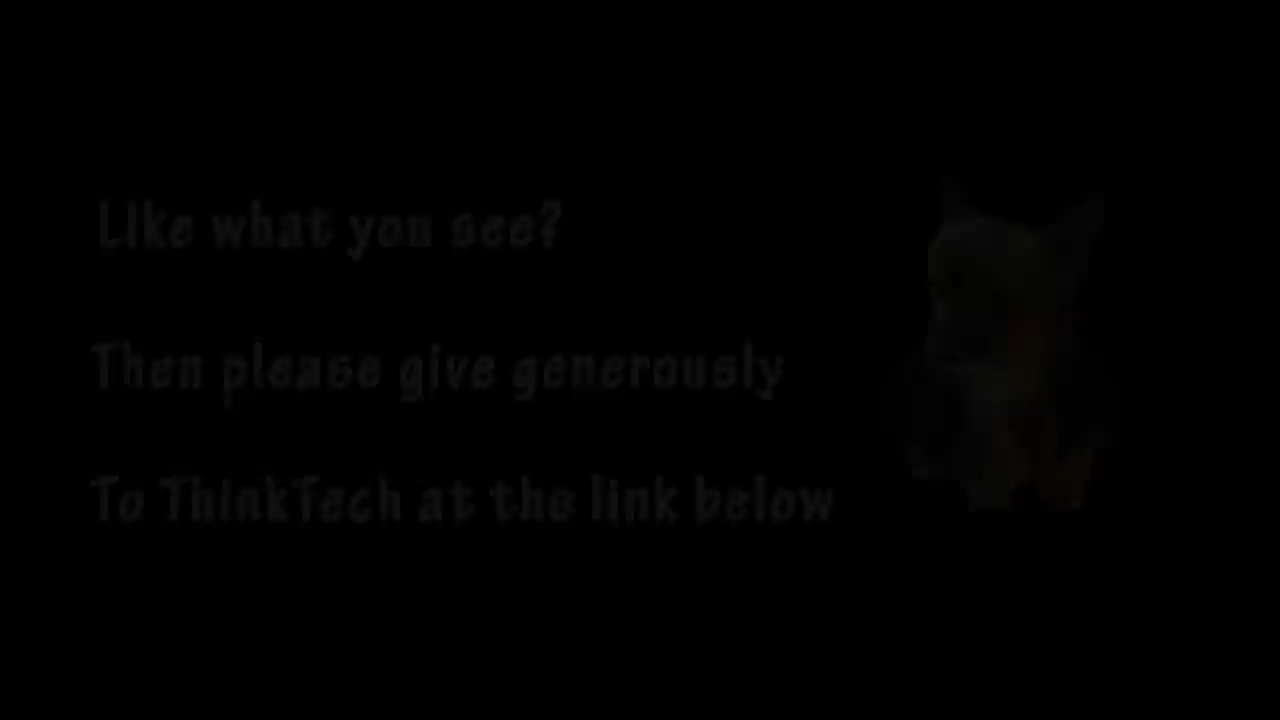 Like what you see?
Then please give generously
To ThinkTech at the link below